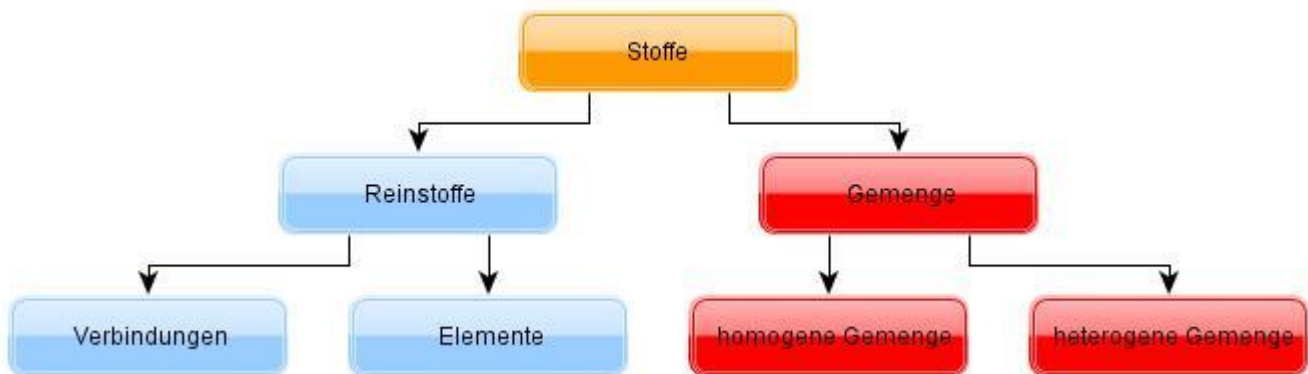 Stoffe
Reinstoffe
Gemenge
Verbindungen
Elemente
homogene Gemenge
heterogene Gemenge